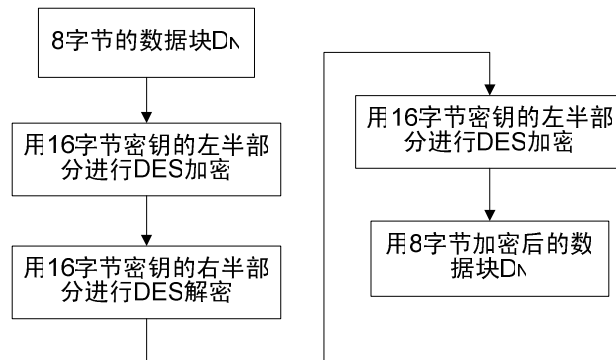 8字节的数据块DN
用16字节密钥的左半部
分进行DES加密
用16字节密钥的右半部
分进行DES解密
用16字节密钥的左半部
分进行DES加密
用8字节加密后的数
据块DN